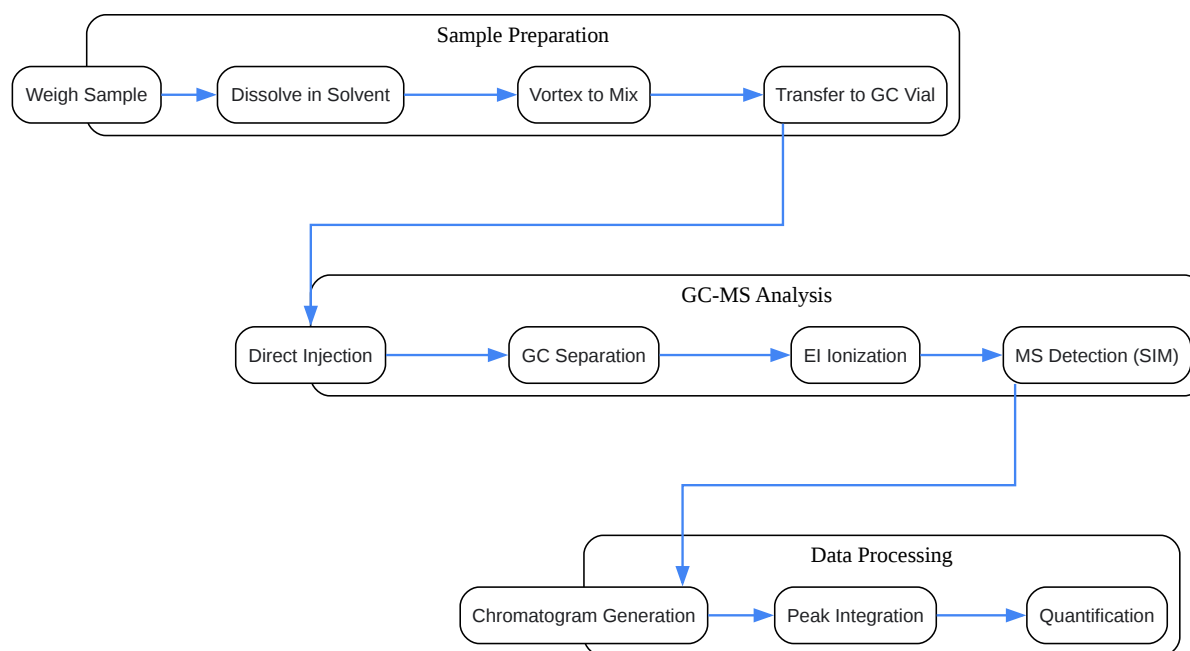 Sample Preparation
Weigh Sample
Dissolve in Solvent
Vortex to Mix
Transfer to GC Vial
GC-MS Analysis
Direct Injection
GC Separation
EI Ionization
MS Detection (SIM)
Data Processing
Chromatogram Generation
Peak Integration
Quantification